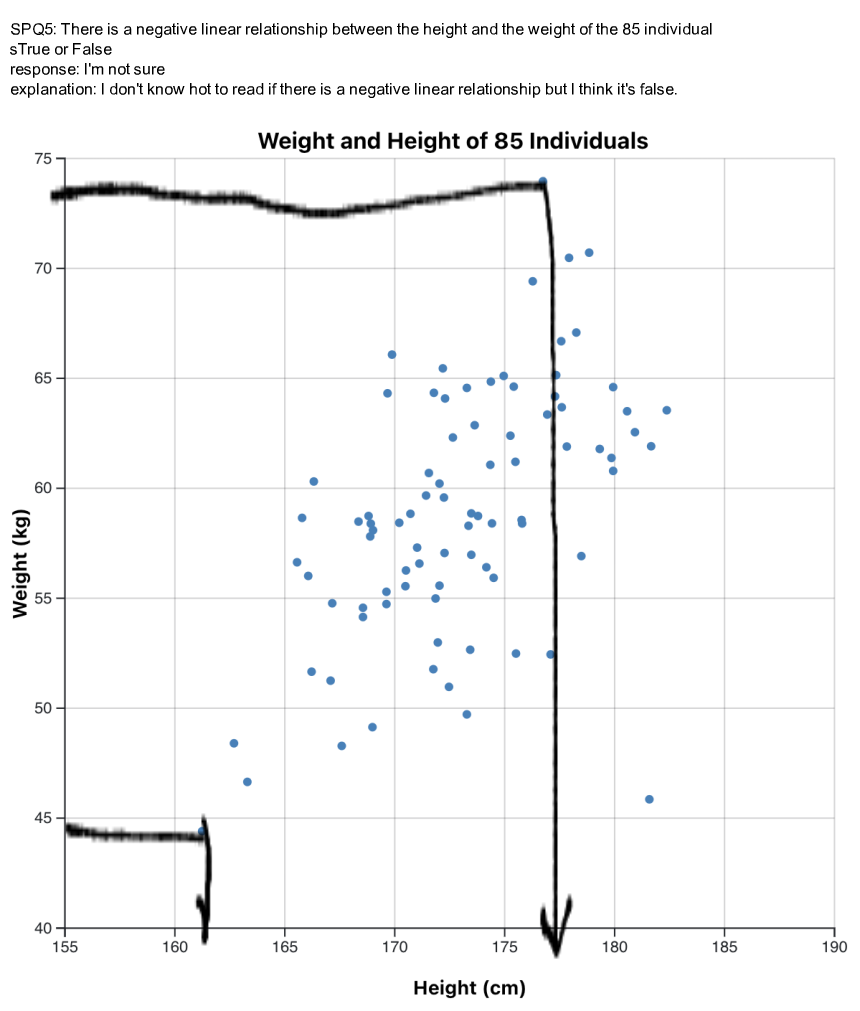 SPQ5: There is a negative linear relationship between the height and the weight of the 85 individual
sTrue or False
response: I'm not sure
explanation: I don't know hot to read if there is a negative linear relationship but I think it's false.
Weight and Height of 85 Individuals
75
70
65
60
55
50
45
40
Weight (kg)
155 160 165 170 175 180 185 190
Height (cm)